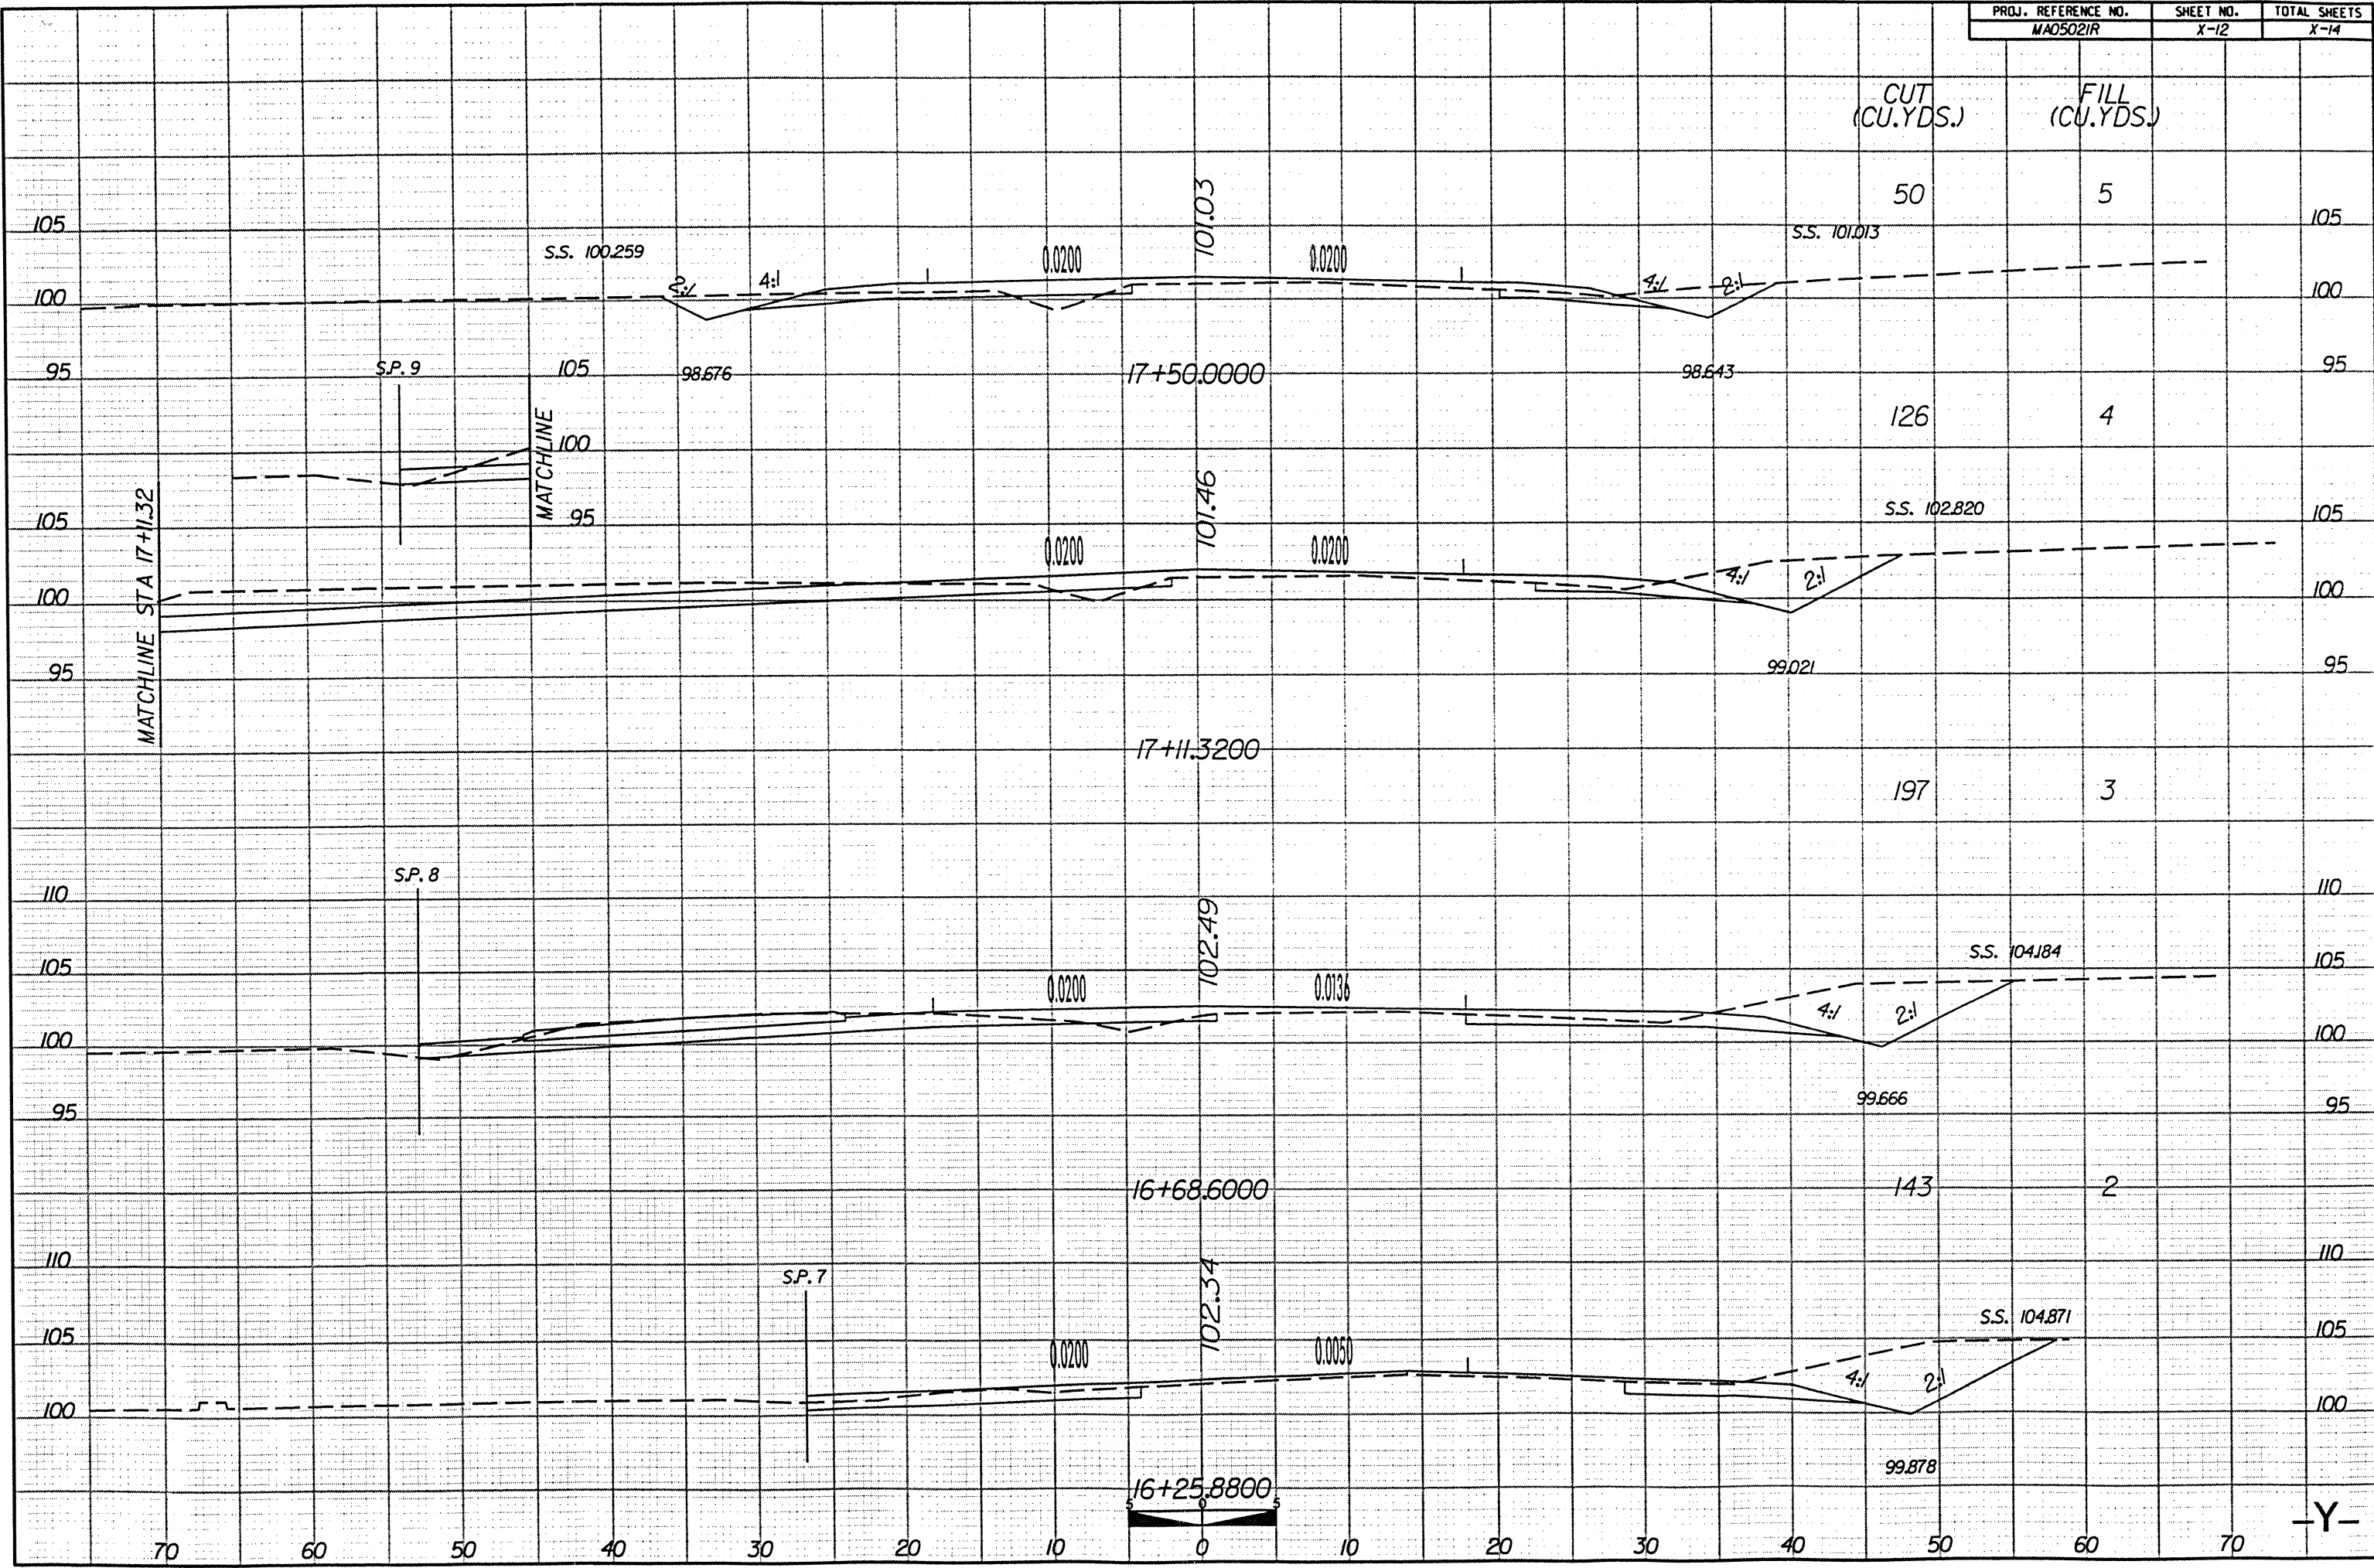 PROJ. REFERENCE NO. SHEET NO. TOTAL SHEETS
MA05021R X-12 X-14
CUT FILL
(CU.YDS.) (CU.YDS.)
50 5
101.03
105 105
S.S. 100.259 0.0200 0.0200 S.S. 101.013
2:1 4:1 4:1 2:1
100 100
95 S.P. 9 105 98.676 17+50.0000 98.643 95
126 4
MATCHLINE
100
95
MATCHLINE STA 17+11.32
101.46
S.S. 102.820
105 105
0.0200 0.0200
4:1 2:1
100 100
95 99.021 95
17+11.3200
197 3
S.P. 8
110 110
102.49
S.S. 104.184
105 105
0.0200 0.0136
4:1 2:1
100 100
95 99.666 95
16+68.6000 143 2
110 110
S.P. 7
102.34
S.S. 104.871
105 105
0.0200 0.0050
4:1 2:1
100 100
99.878
16+25.8800
5 0 5
-Y-
70 60 50 40 30 20 10 0 10 20 30 40 50 60 70